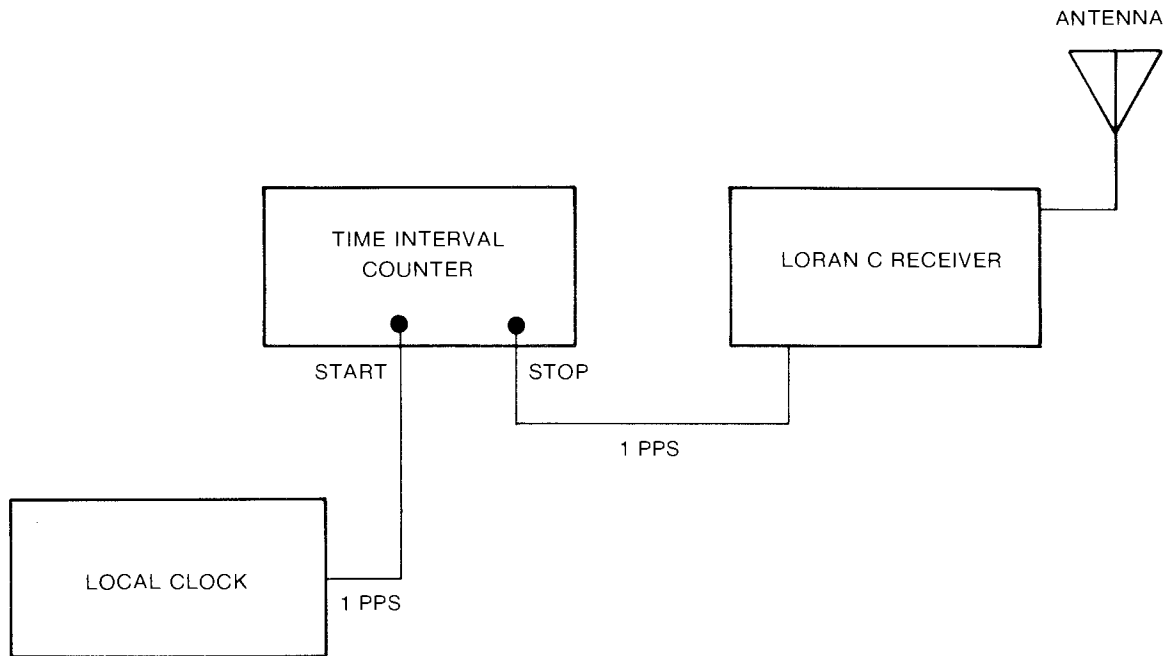 ANTENNA
TIME INTERVAL
COUNTER
LORAN C RECEIVER
START
STOP
1 PPS
LOCAL CLOCK
1 PPS